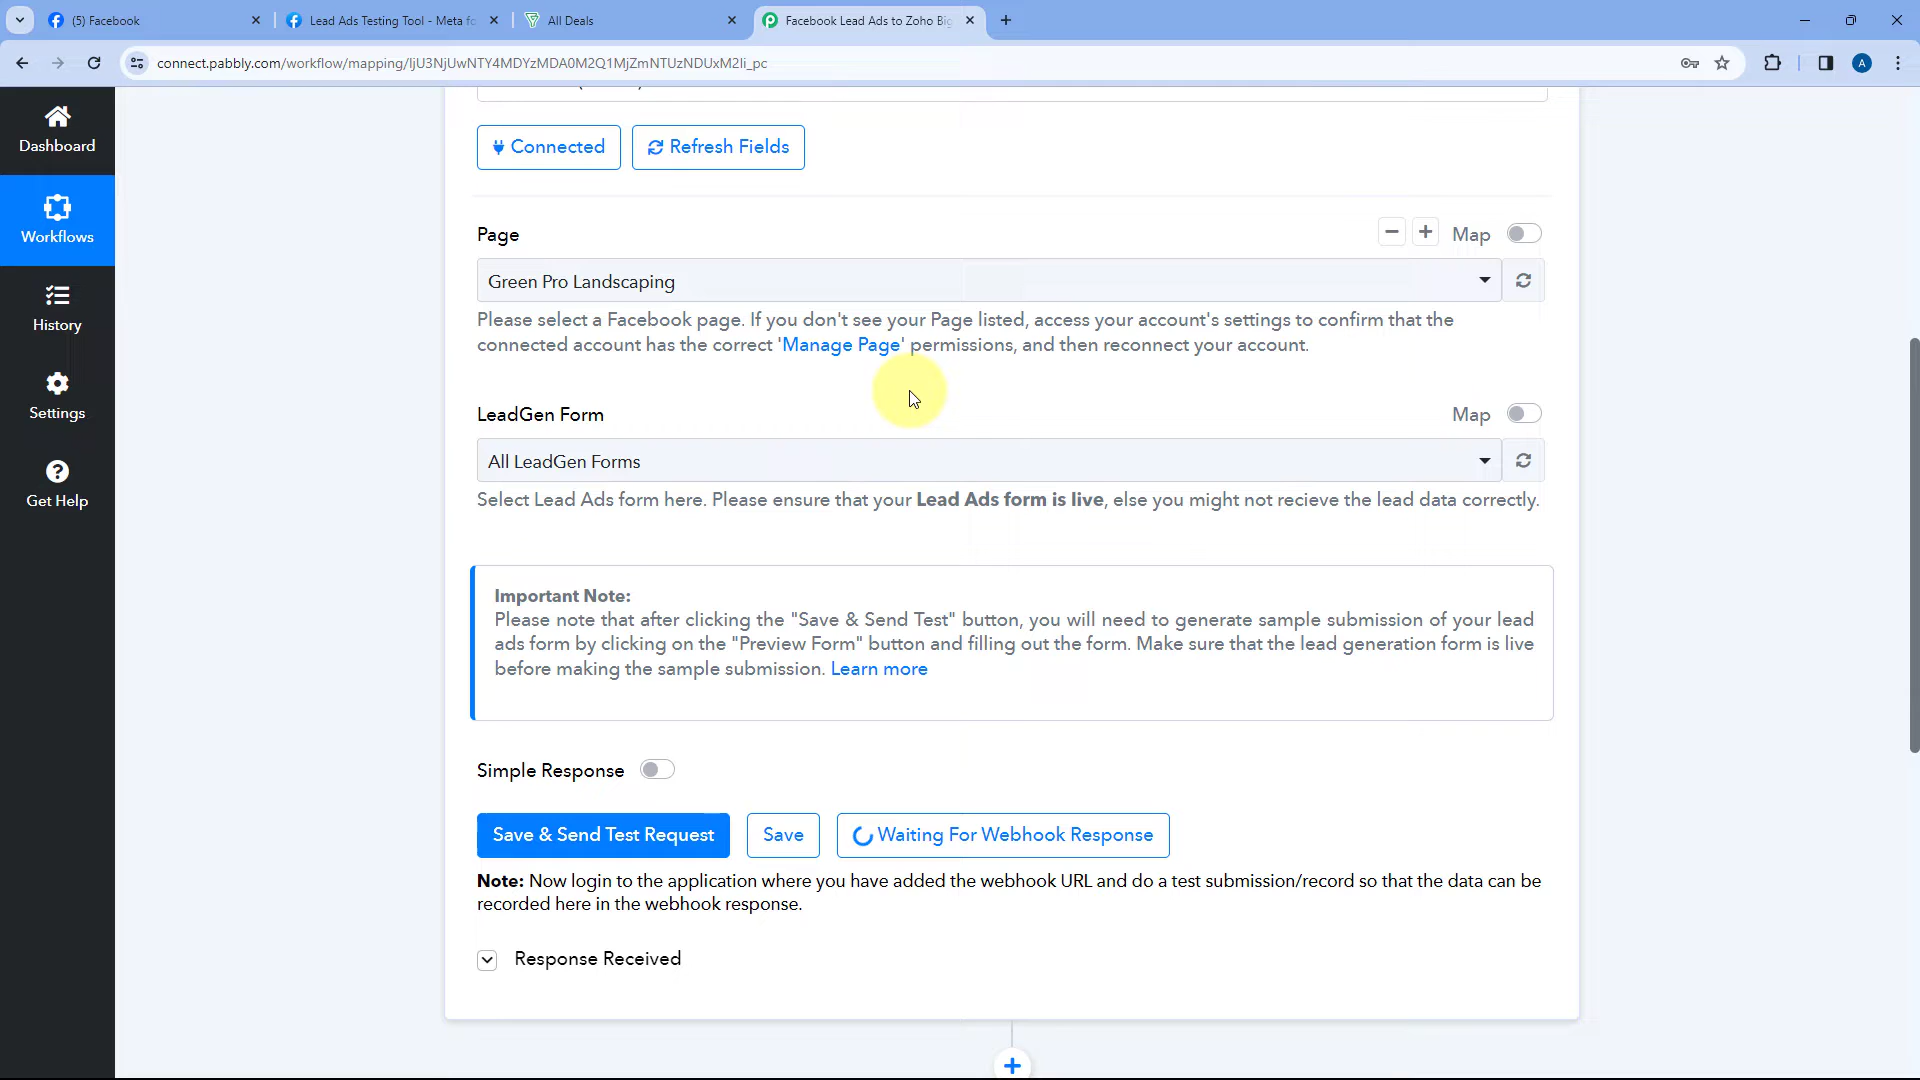 (5) Facebook
Lead Ads Testing Tool - Meta fo
All Deals
Facebook Lead Ads to Zoho Big
connect.pabbly.com/workflow/mapping/IjU3NjUwNTY4MDYzMDA0M2Q1MjZmNTUzNDUxM2Ii_pc
A
Dashboard
Workflows
History
Settings
Get Help
Connected
Refresh Fields
Page
Map
Green Pro Landscaping
Please select a Facebook page. If you don't see your Page listed, access your account's settings to confirm that the
connected account has the correct 'Manage Page' permissions, and then reconnect your account.
LeadGen Form
Map
All LeadGen Forms
Select Lead Ads form here. Please ensure that your Lead Ads form is live, else you might not recieve the lead data correctly.
Important Note:
Please note that after clicking the "Save & Send Test" button, you will need to generate sample submission of your lead
ads form by clicking on the "Preview Form" button and filling out the form. Make sure that the lead generation form is live
before making the sample submission. Learn more
Simple Response
Save & Send Test Request
Save
Waiting For Webhook Response
Note: Now login to the application where you have added the webhook URL and do a test submission/record so that the data can be
recorded here in the webhook response.
Response Received